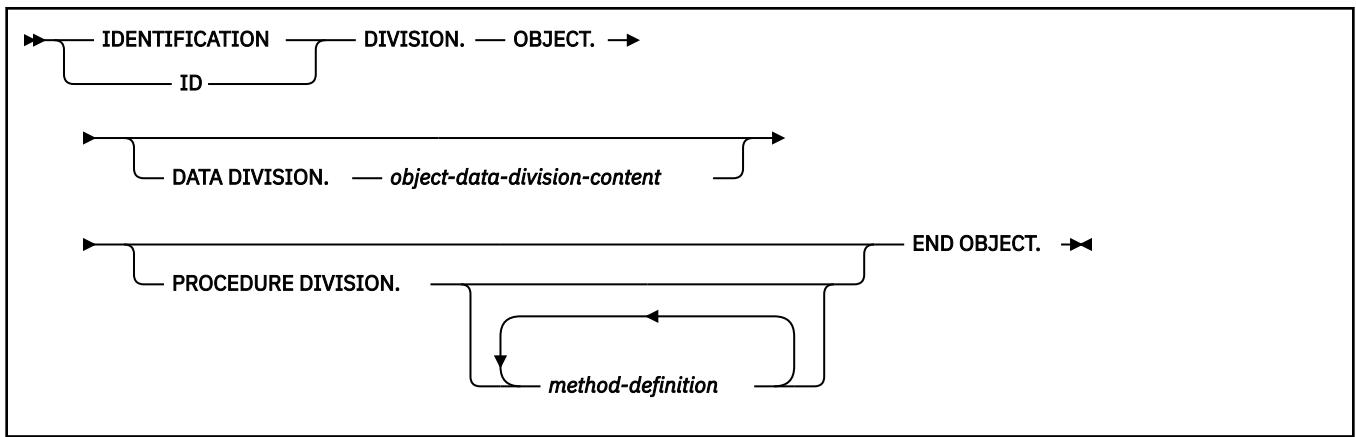 IDENTIFICATION DIVISION. OBJECT.
ID
DATA DIVISION. object-data-division-content
END OBJECT.
PROCEDURE DIVISION.
method-definition